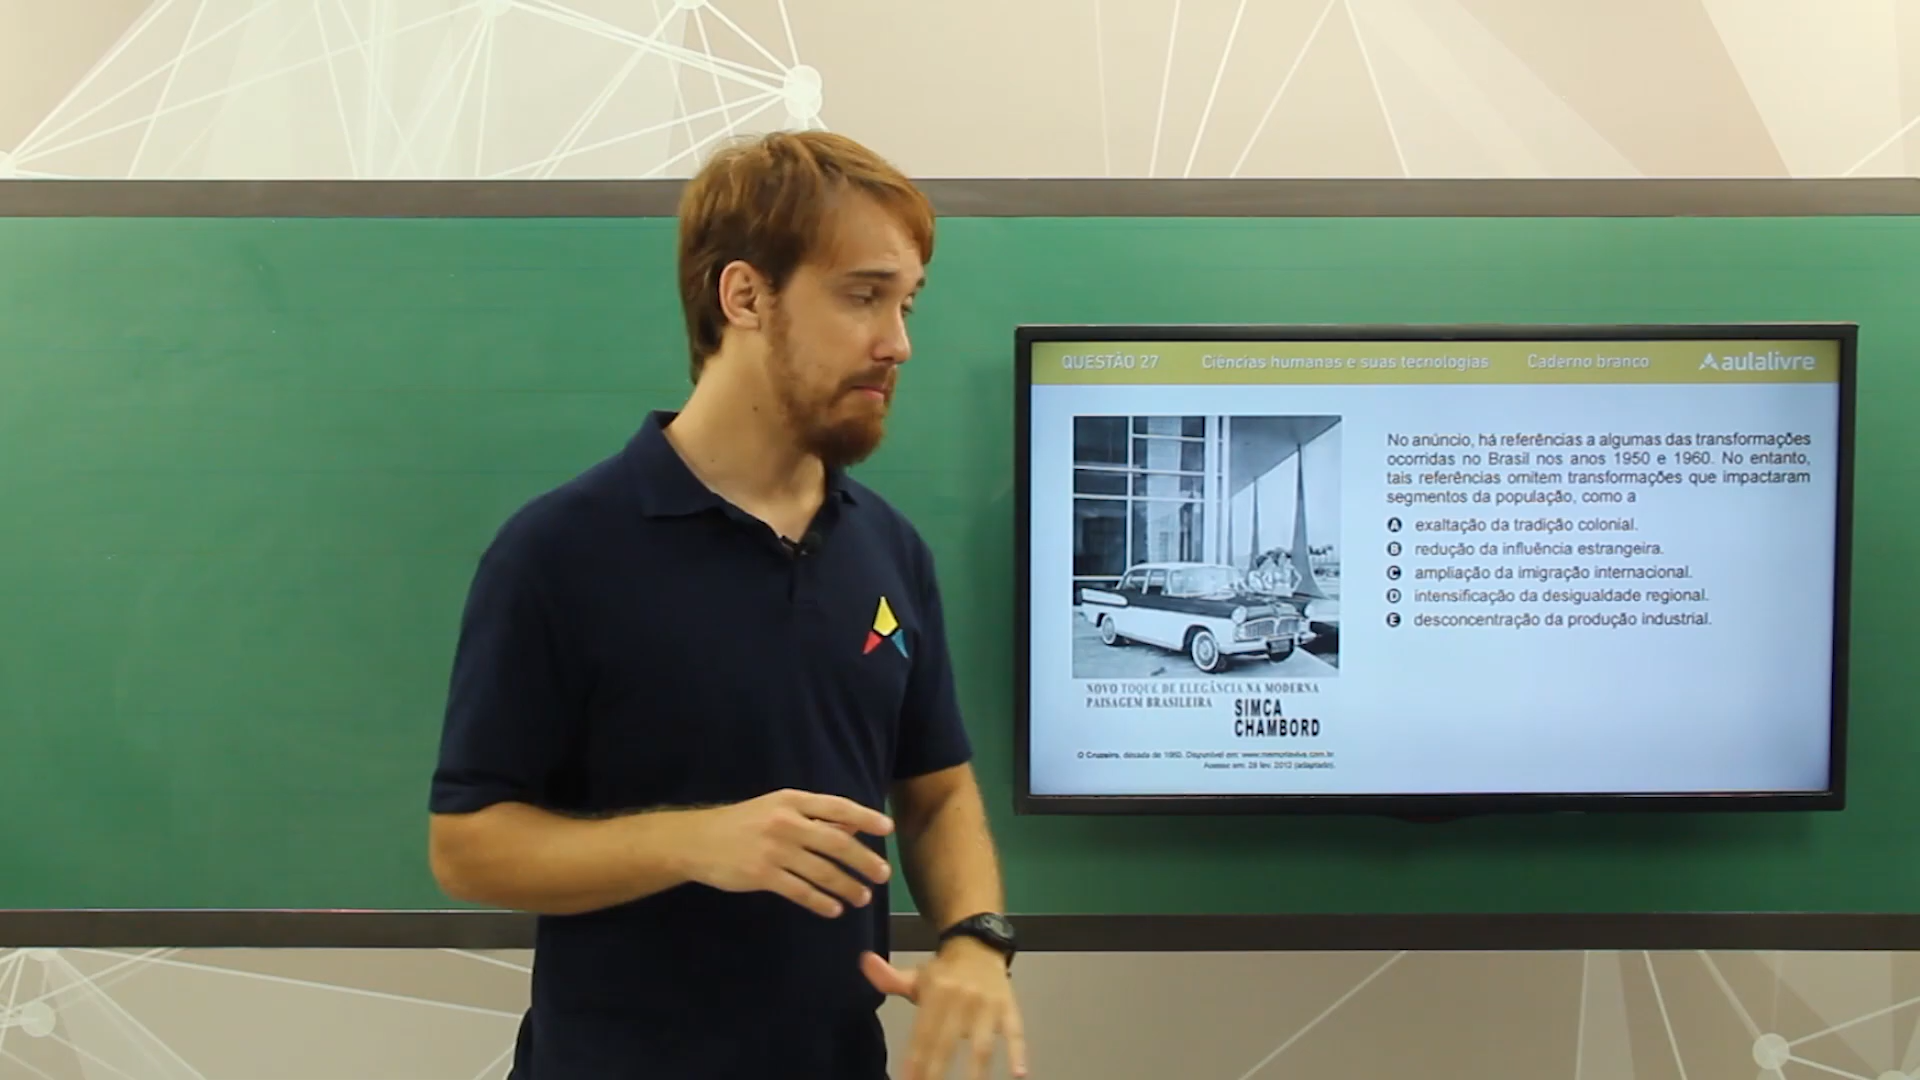 QUESTÃO 27 Ciências humanas e suas tecnologias Caderno branco aulalivre
No anúncio, há referências a algumas das transformações
ocorridas no Brasil nos anos 1950 e 1960. No entanto,
tais referências omitem transformações que impactaram
segmentos da população, como a
A exaltação da tradição colonial.
B redução da influência estrangeira.
C ampliação da imigração internacional.
D intensificação da desigualdade regional.
E desconcentração da produção industrial.
NOVO TOQUE DE ELEGÂNCIA NA MODERNA
PAISAGEM BRASILEIRA
SIMCA
CHAMBORD
O Cruzeiro, década de 1960. Disponível em: www.memoriaviva.com.br
Acesso em: 28 fev. 2012 (adaptado).